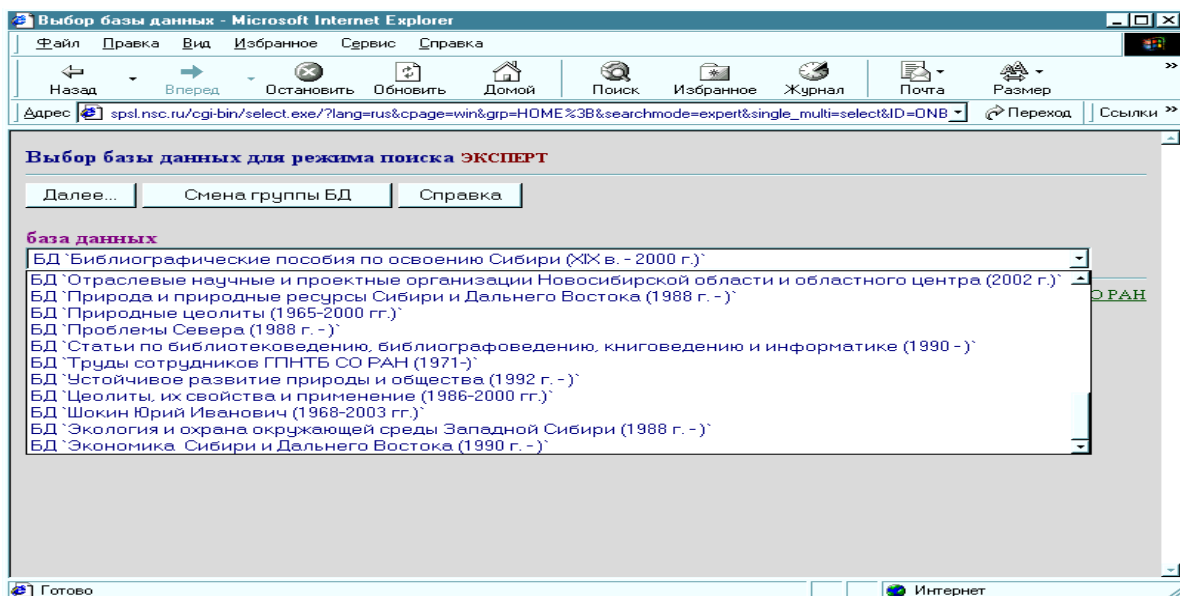 Выбор базы данных - Microsoft Internet Explorer
Файл Правка Вид Избранное Сервис Справка
Назад Вперед Остановить Обновить Домой Поиск Избранное Журнал Почта Размер »
Адрес spsl.nsc.ru/cgi-bin/select.exe/?lang=rus&cpage=win&grp=HOME%3B&searchmode=expert&single_multi=select&ID=ONB Переход Ссылки »
Выбор базы данных для режима поиска ЭКСПЕРТ
Далее... Смена группы БД Справка
база данных
БД `Библиографические пособия по освоению Сибири (XIX в. - 2000 г.)`
БД `Отраслевые научные и проектные организации Новосибирской области и областного центра (2002 г.)`
БД `Природа и природные ресурсы Сибири и Дальнего Востока (1988 г. - )`
О РАН
БД `Природные цеолиты (1965-2000 гг.)`
БД `Проблемы Севера (1988 г. - )`
БД `Статьи по библиотековедению, библиографоведению, книговедению и информатике (1990 - )`
БД `Труды сотрудников ГПНТБ СО РАН (1971-)`
БД `Устойчивое развитие природы и общества (1992 г. - )`
БД `Цеолиты, их свойства и применение (1986-2000 гг.)`
БД `Шокин Юрий Иванович (1968-2003 гг.)`
БД `Экология и охрана окружающей среды Западной Сибири (1988 г. - )`
БД `Экономика Сибири и Дальнего Востока (1990 г. - )`
Готово Интернет